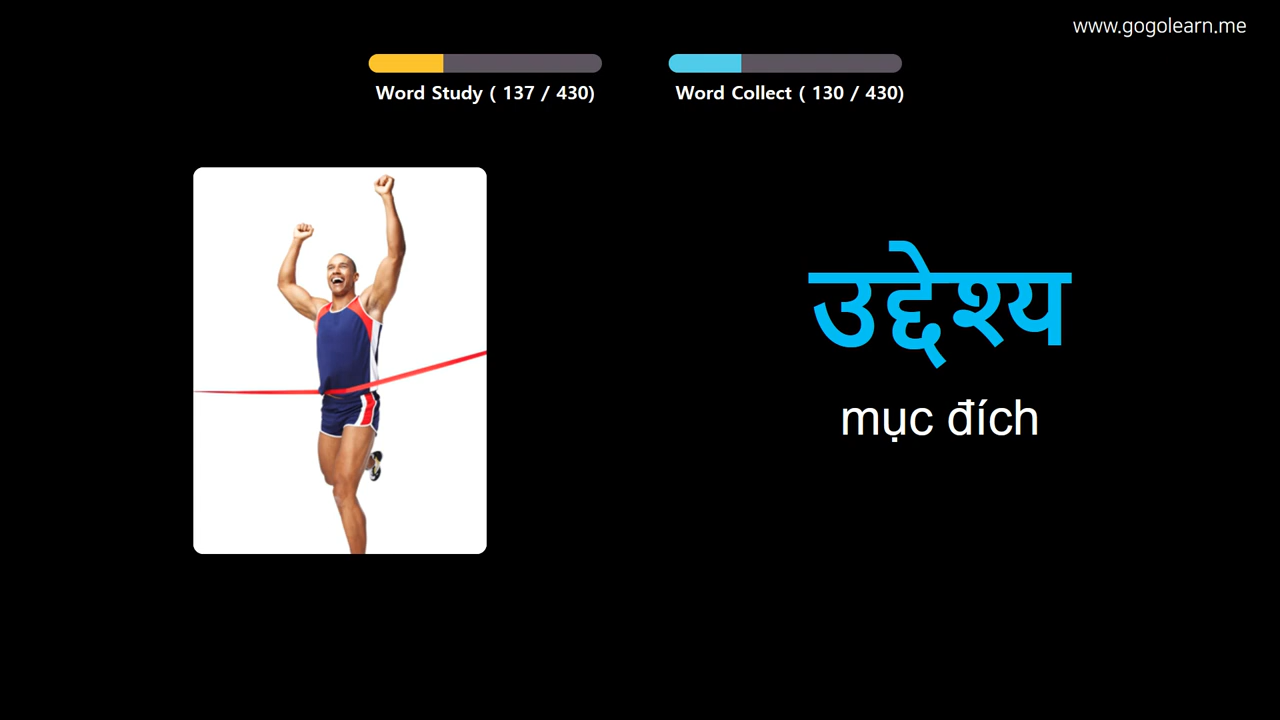 www.gogolearn.me
Word Study ( 137 / 430)
Word Collect ( 130 / 430)
उद्देश्य
mục đích